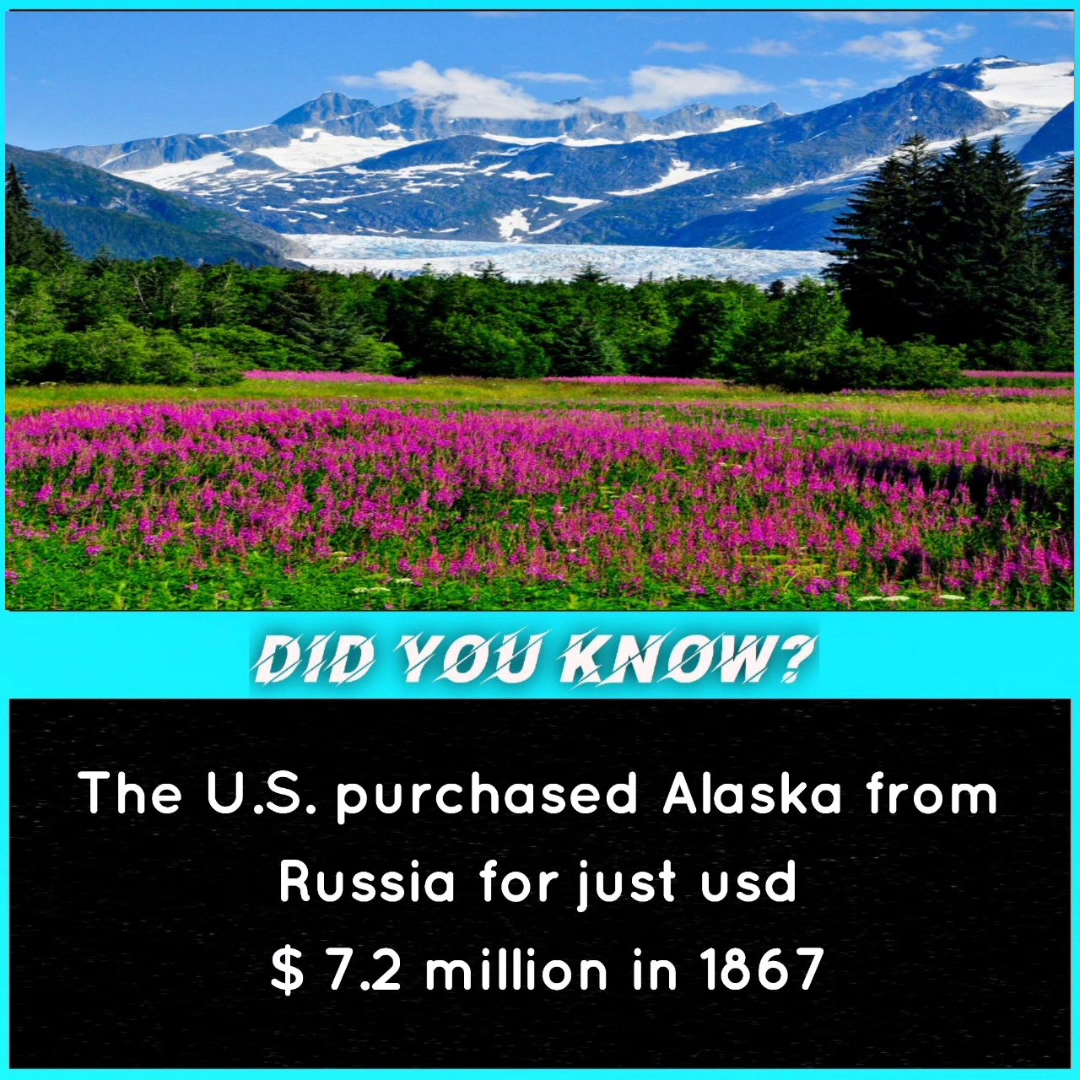 DID YOU KNOW?
The U.S. purchased Alaska from
Russia for just usd
$ 7.2 million in 1867